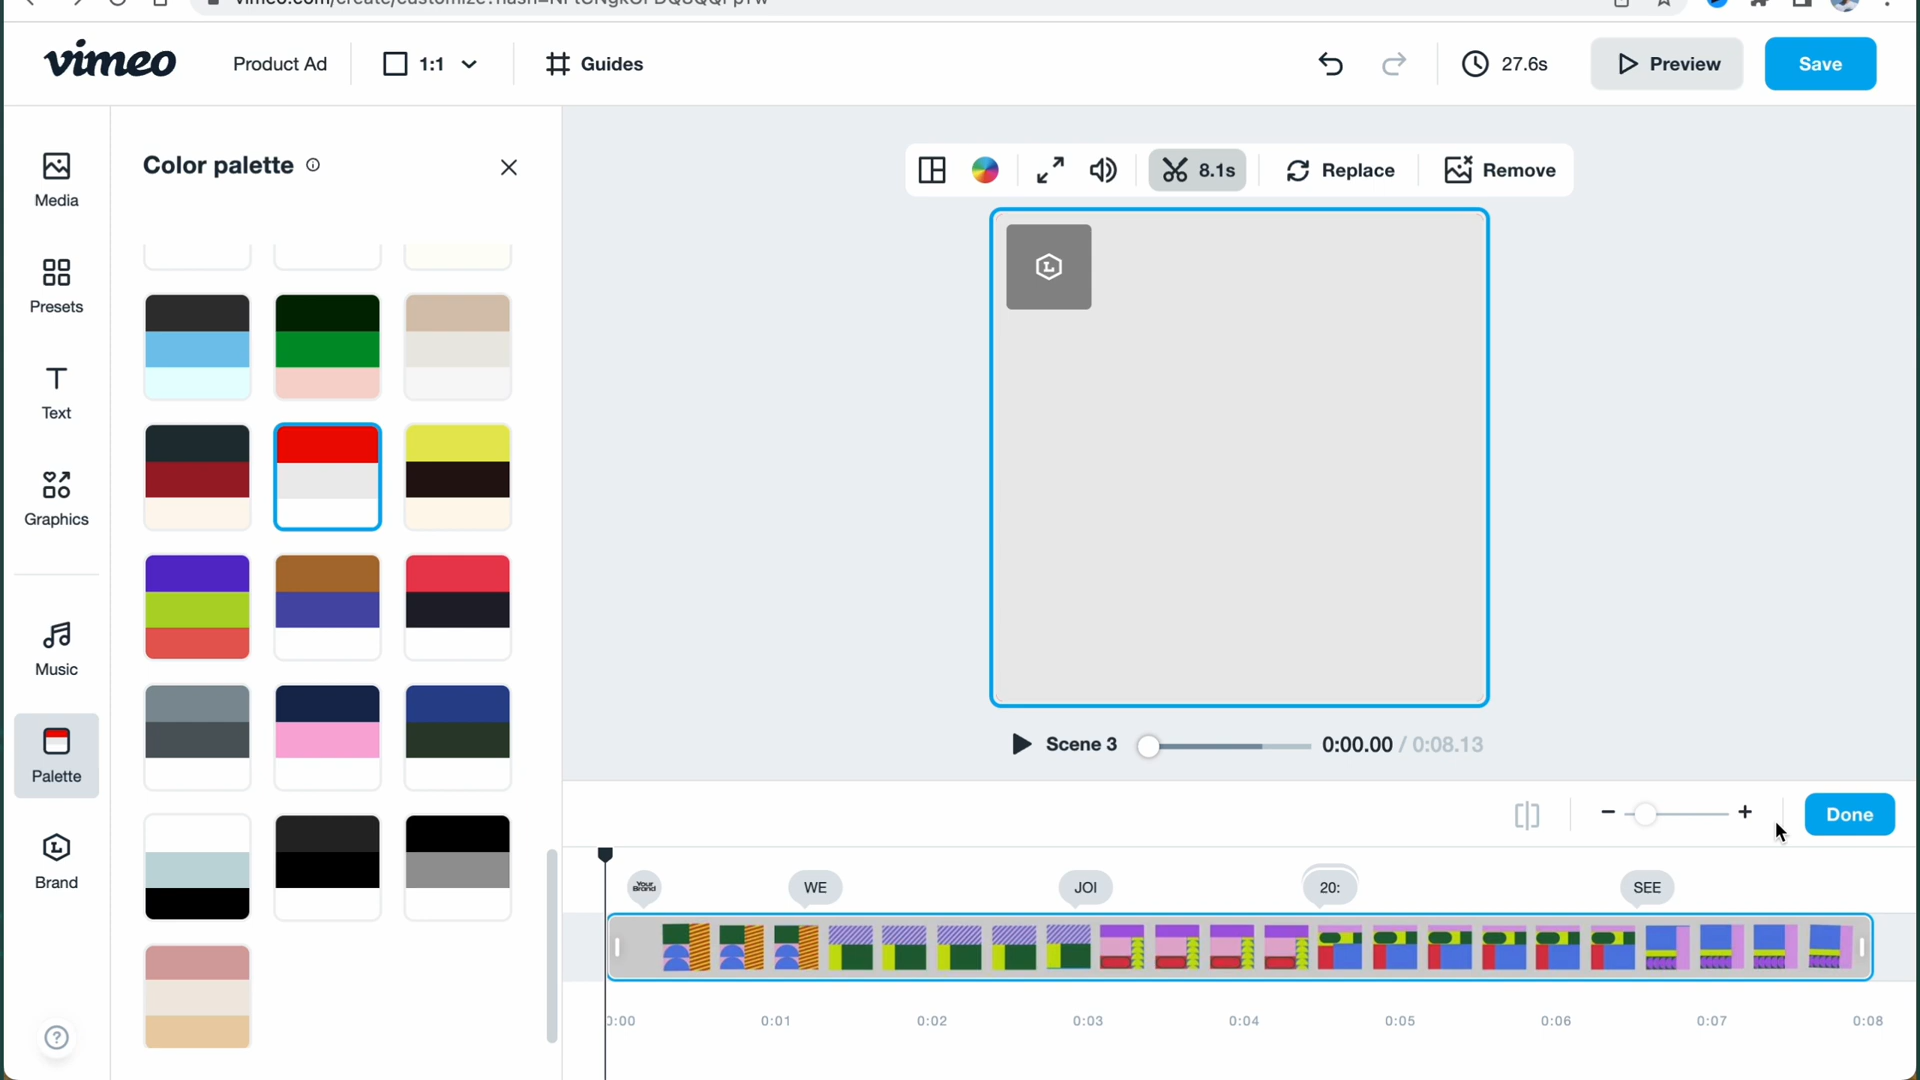 vimeo
Product Ad
1:1
Guides
27.6s
Preview
Save
Media
Presets
Text
Graphics
Music
Palette
Brand
Color palette
8.1s
Replace
Remove
Scene 3
0:00.00 / 0:08.13
Done
Your Brand
WE
JOI
20:
SEE
0:00
0:01
0:02
0:03
0:04
0:05
0:06
0:07
0:08